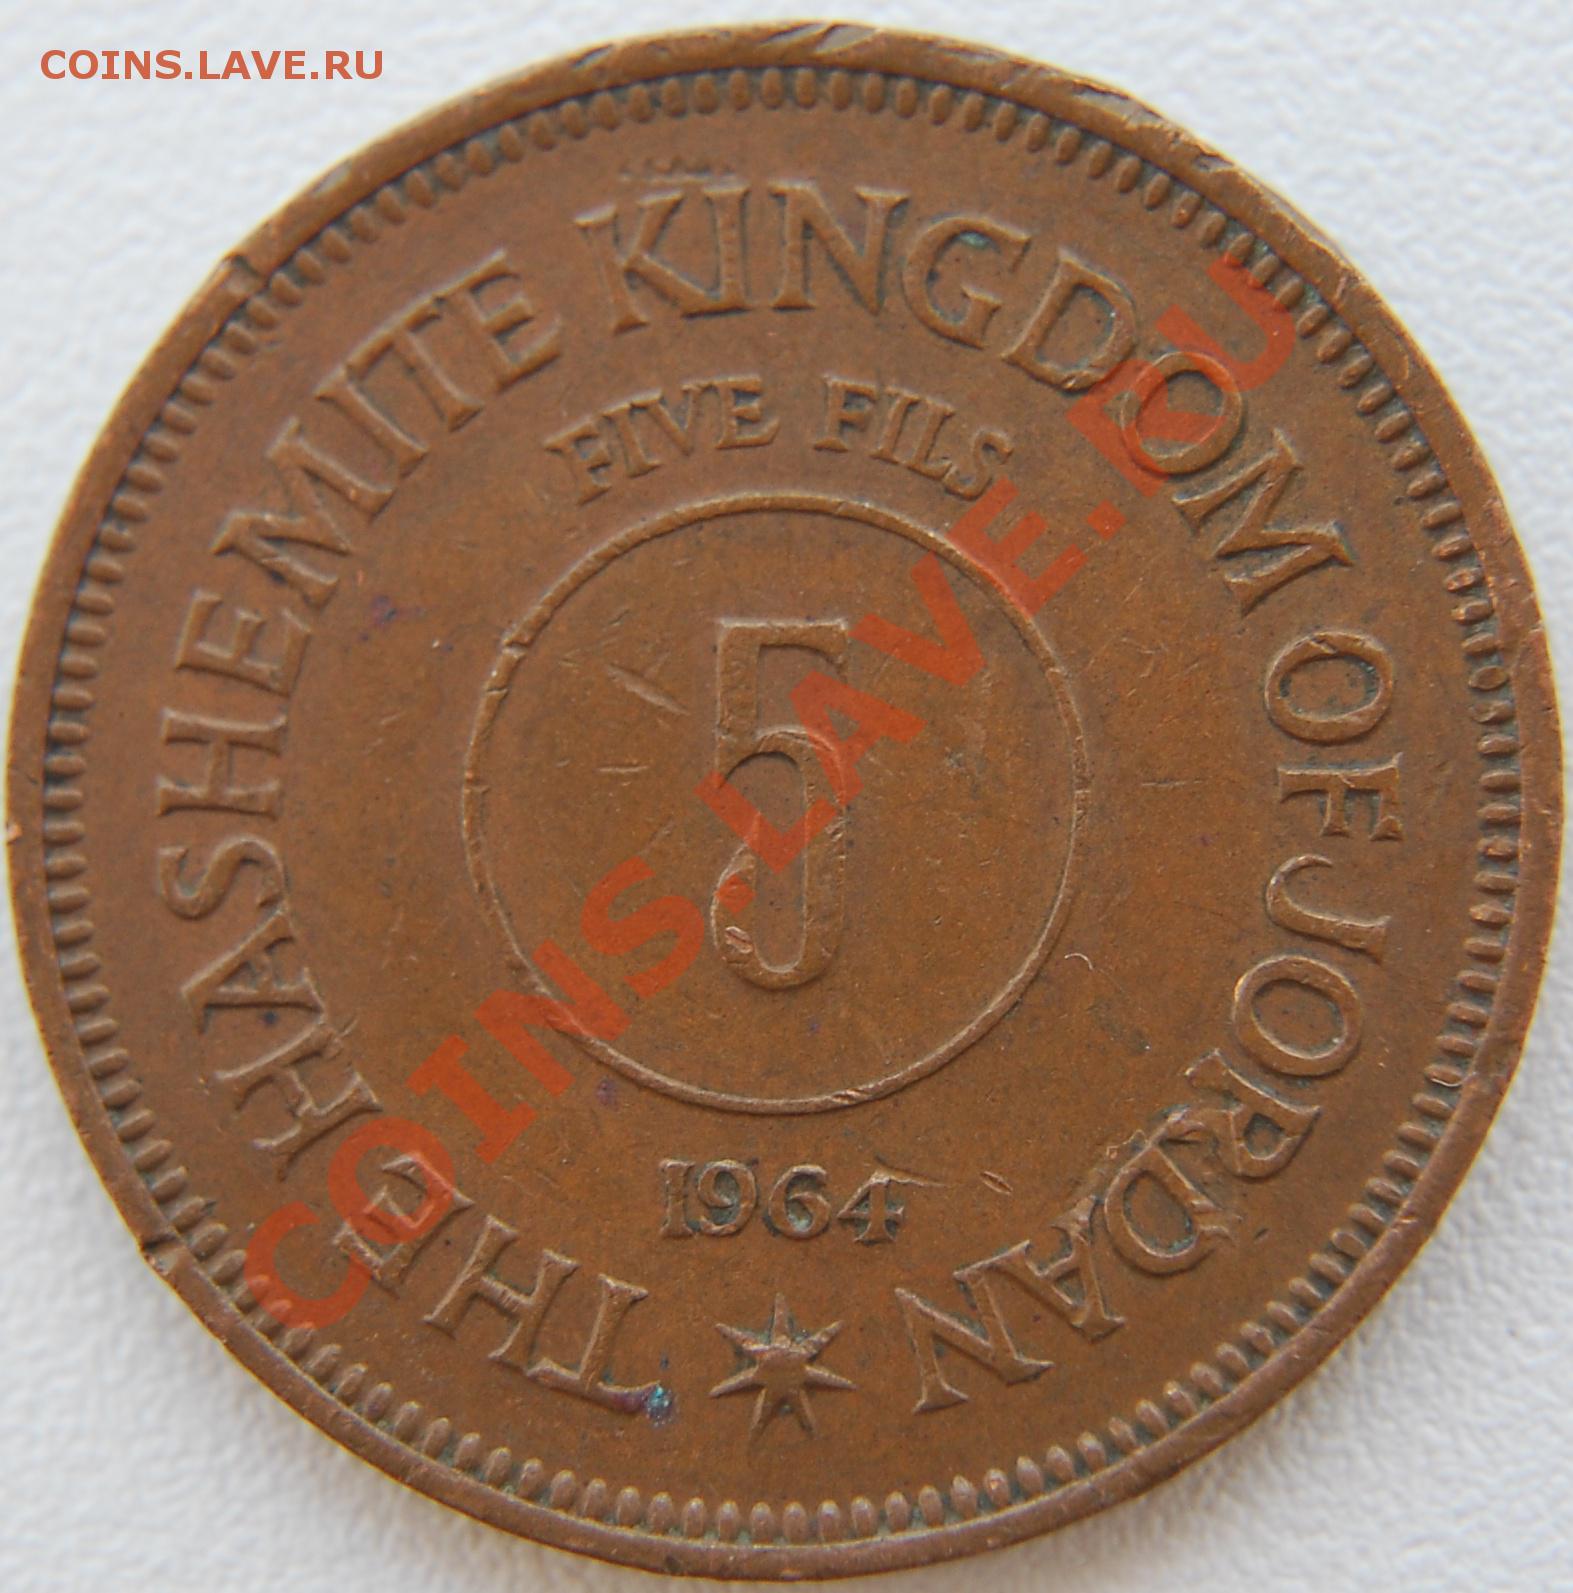 COINS.LAVE.RU
THE HASHEMITE KINGDOM OF JORDAN
FIVE FILS
5
1964
COINS.LAVE.RU